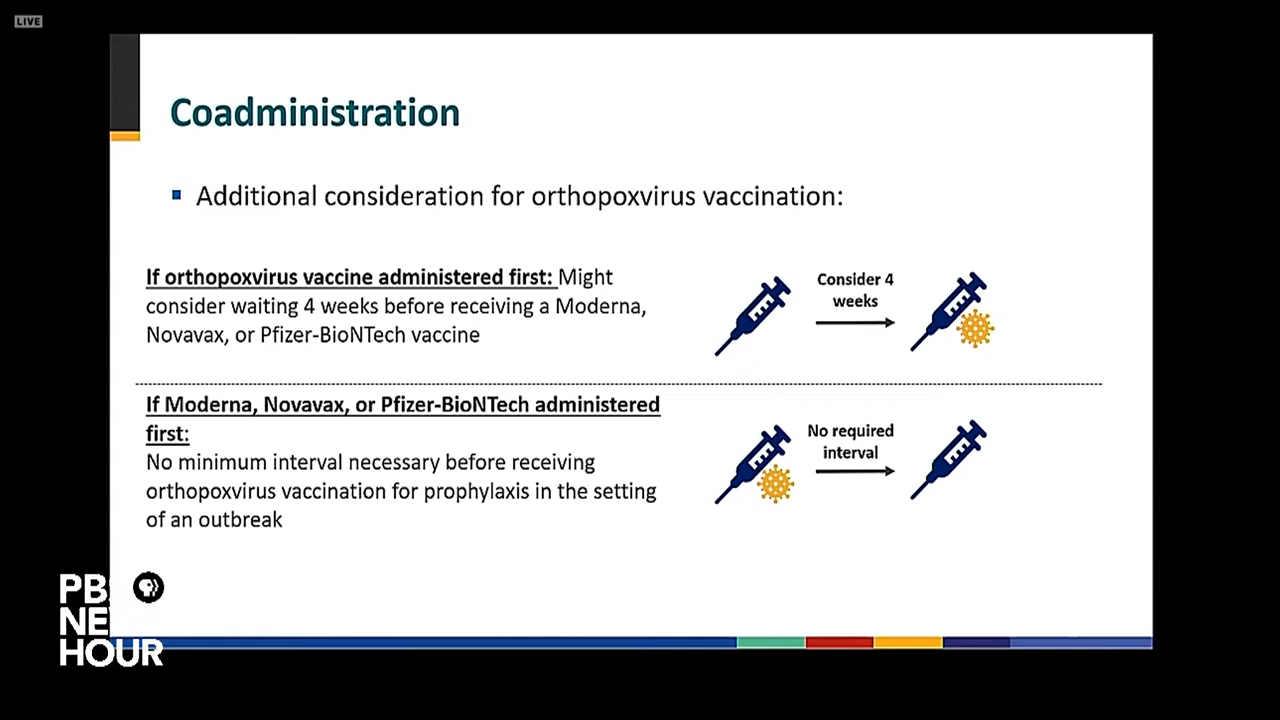 LIVE
Coadministration
Additional consideration for orthopoxvirus vaccination:
If orthopoxvirus vaccine administered first: Might
consider waiting 4 weeks before receiving a Moderna,
Novavax, or Pfizer-BioNTech vaccine
Consider 4
weeks
If Moderna, Novavax, or Pfizer-BioNTech administered
first:
No minimum interval necessary before receiving
orthopoxvirus vaccination for prophylaxis in the setting
of an outbreak
No required
interval
PB
NE
HOUR